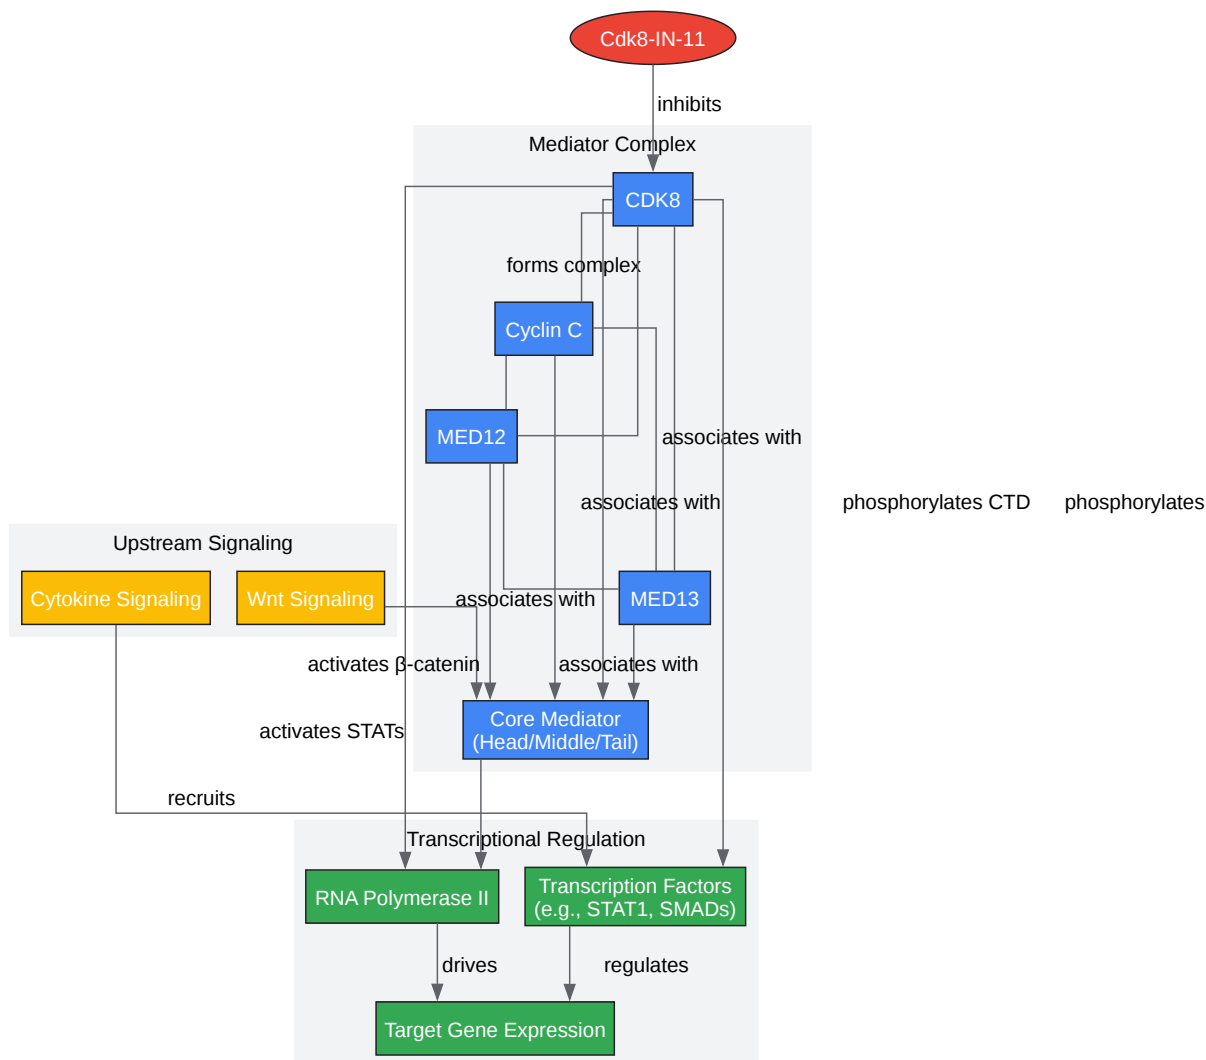 Cdk8-IN-11
inhibits
Mediator Complex
CDK8
forms complex
Cyclin C
MED12
associates with
associates with
phosphorylates CTD
phosphorylates
Upstream Signaling
Cytokine Signaling
Wnt Signaling
associates with
MED13
activates β-catenin
associates with
Core Mediator
(Head/Middle/Tail)
activates STATs
recruits
Transcriptional Regulation
RNA Polymerase II
Transcription Factors
(e.g., STAT1, SMADs)
drives
regulates
Target Gene Expression